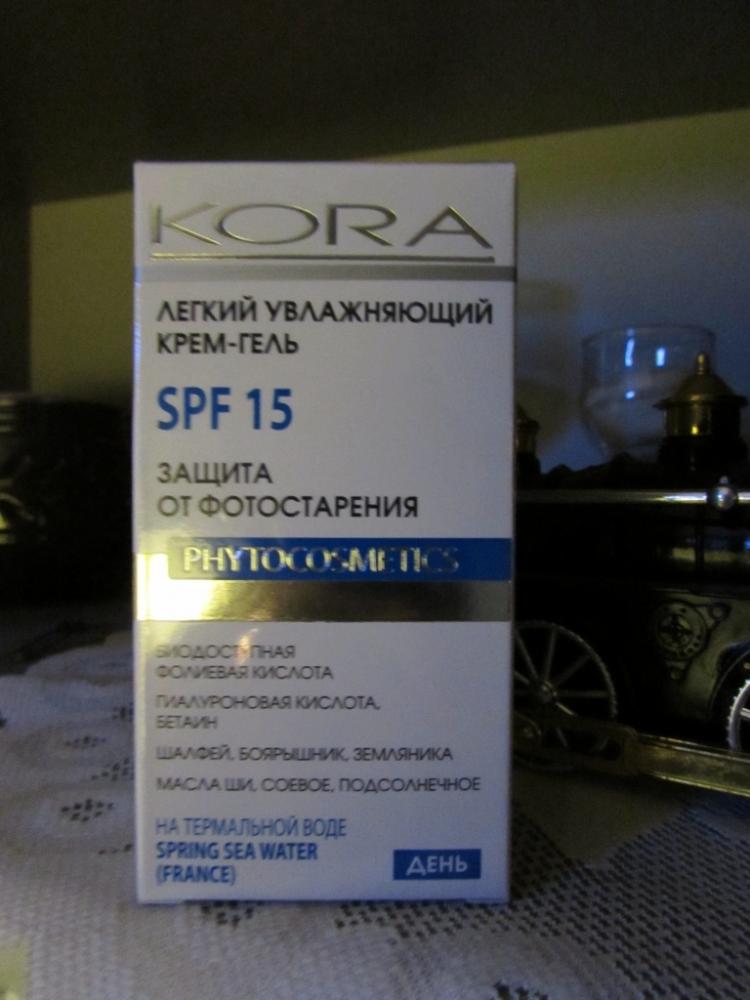 KORA
ЛЕГКИЙ УВЛАЖНЯЮЩИЙ
КРЕМ-ГЕЛЬ
SPF 15
ЗАЩИТА
ОТ ФОТОСТАРЕНИЯ
PHYTOCOSMETICS
БИОДОСТУПНАЯ
ФОЛИЕВАЯ КИСЛОТА
ГИАЛУРОНОВАЯ КИСЛОТА,
БЕТАИН
ШАЛФЕЙ, БОЯРЫШНИК, ЗЕМЛЯНИКА
МАСЛА ШИ, СОЕВОЕ, ПОДСОЛНЕЧНОЕ
НА ТЕРМАЛЬНОЙ ВОДЕ
SPRING SEA WATER
(FRANCE)
ДЕНЬ